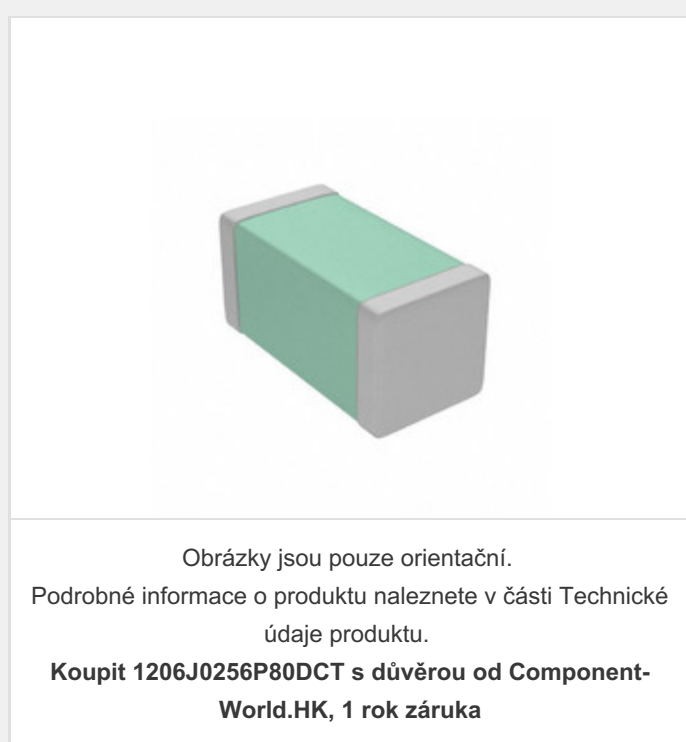 Obrázky jsou pouze orientační.
Podrobné informace o produktu naleznete v části Technické
údaje produktu.
Koupit 1206J0256P80DCT s důvěrou od Component-
World.HK, 1 rok záruka